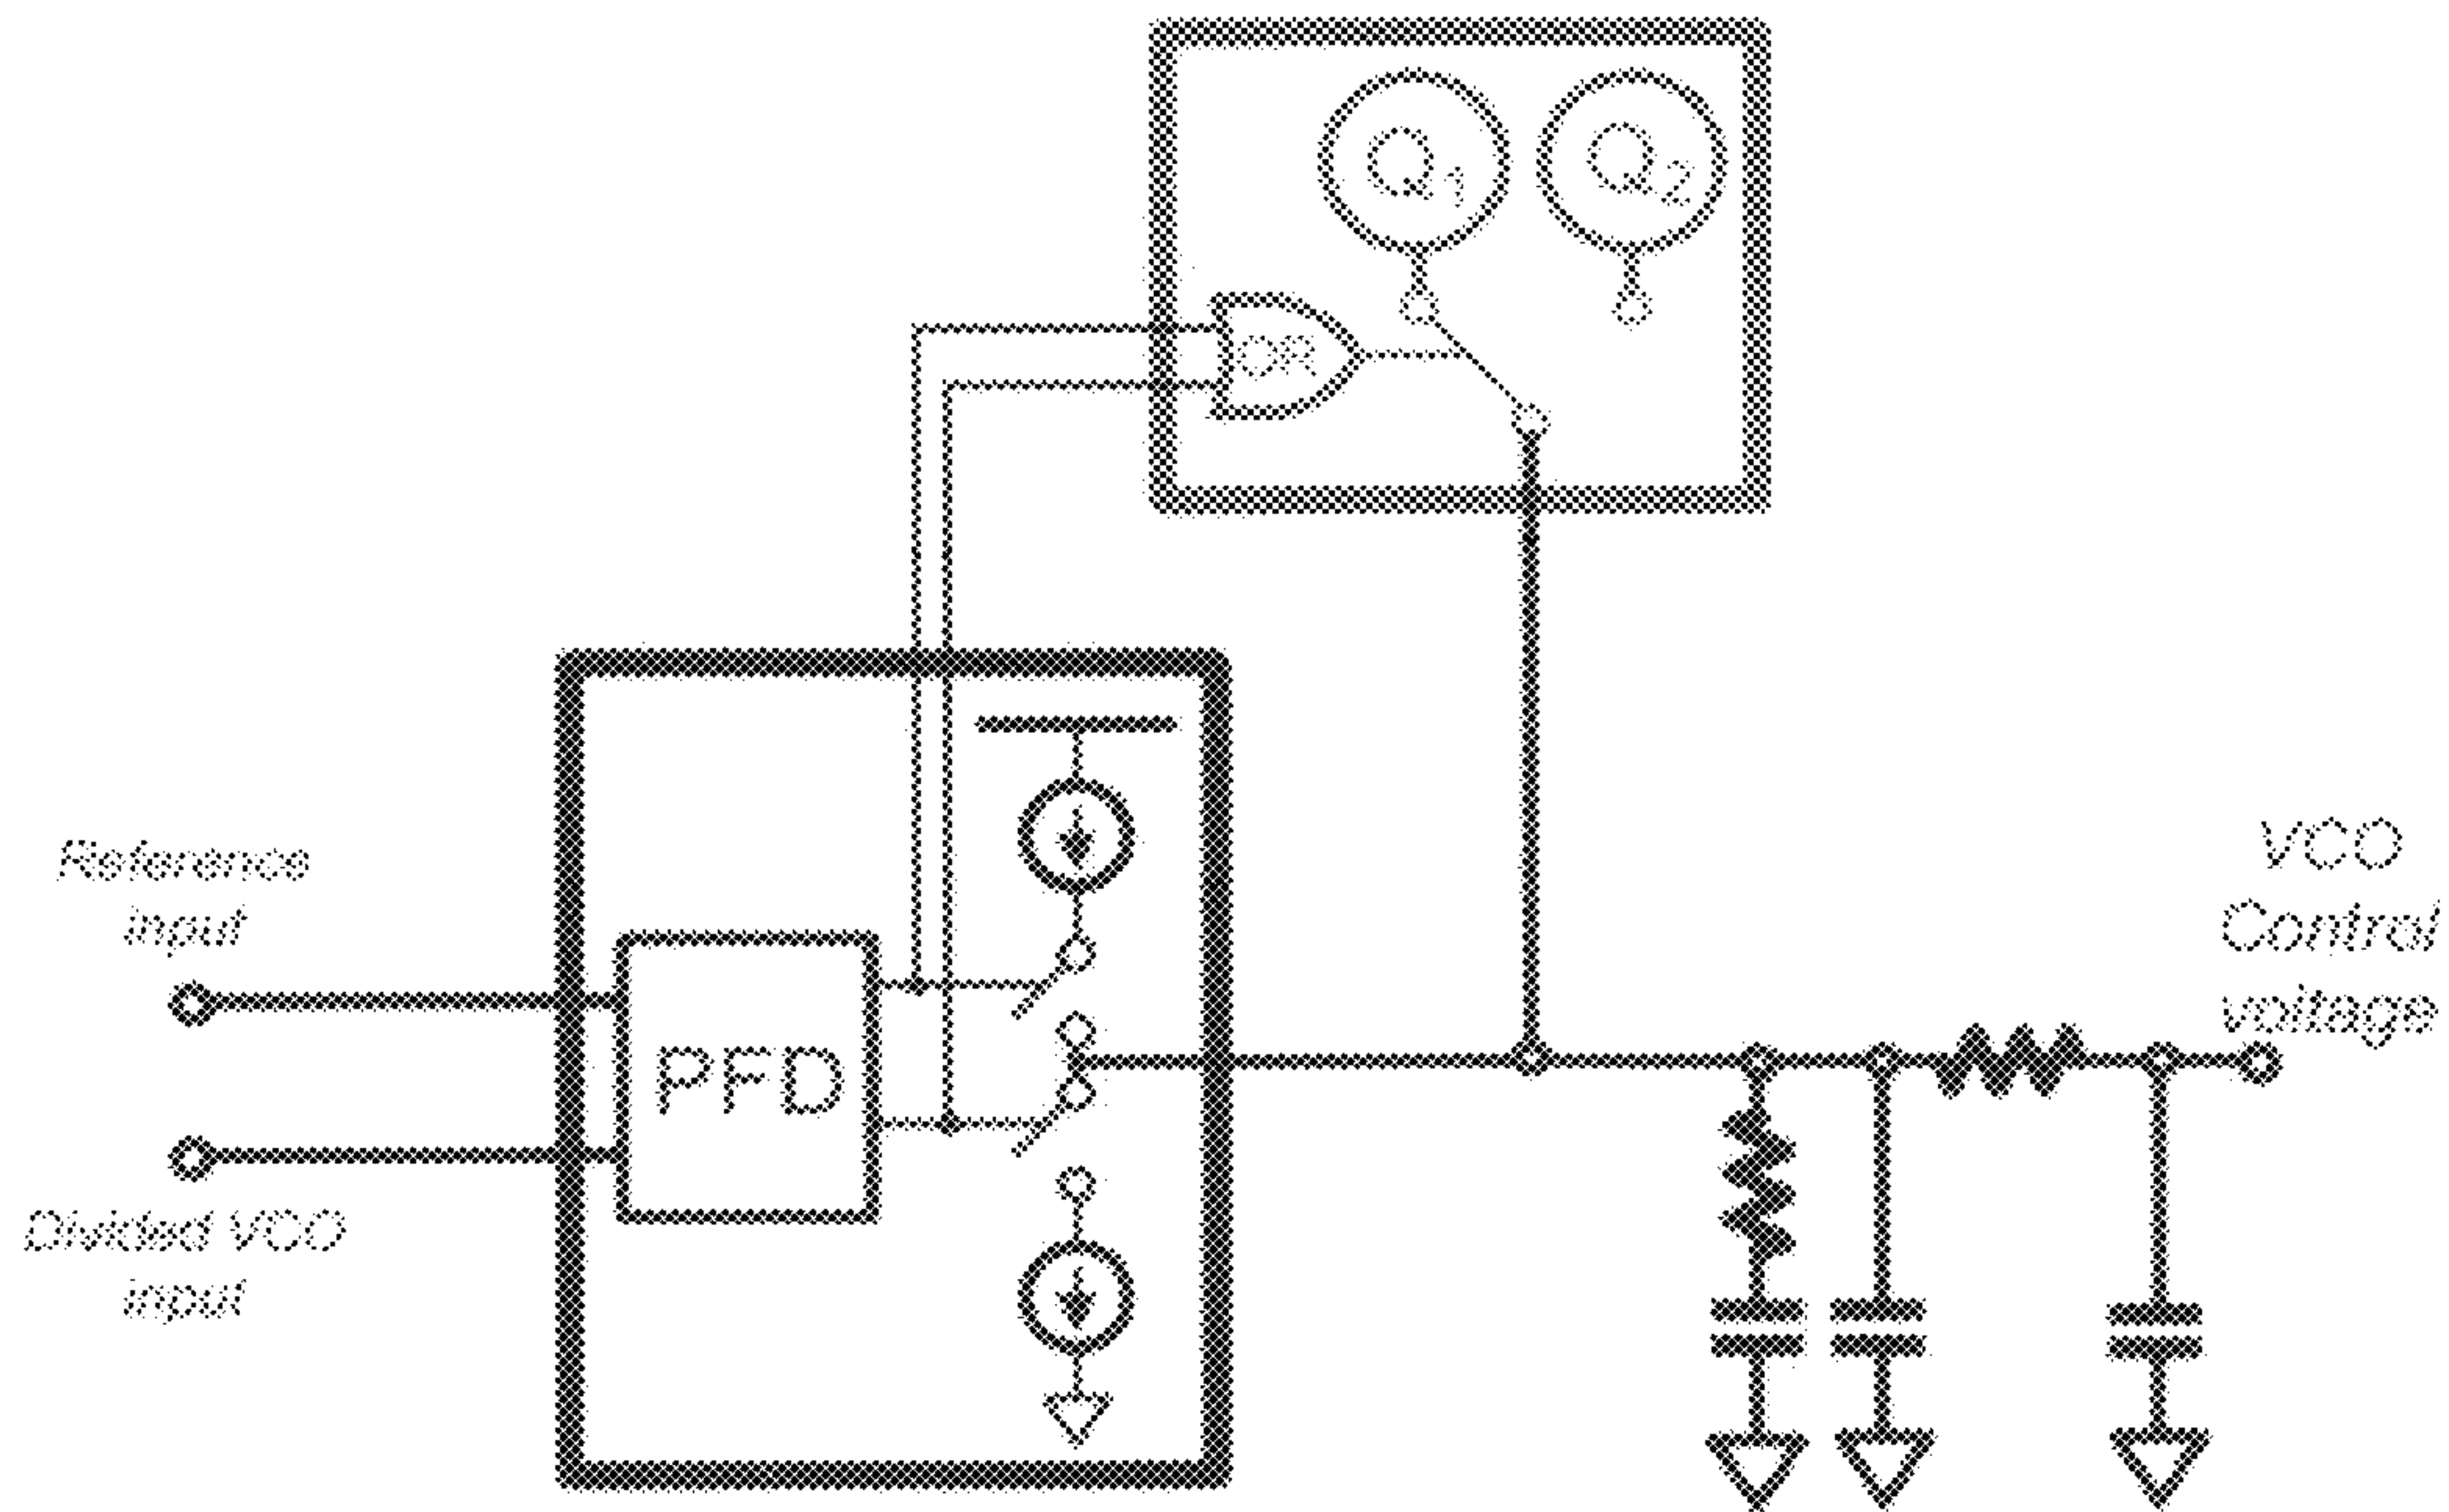 Q1
Q2
OR
Reference
input
PFD
Divided VCO
input
VCO
Control
voltage